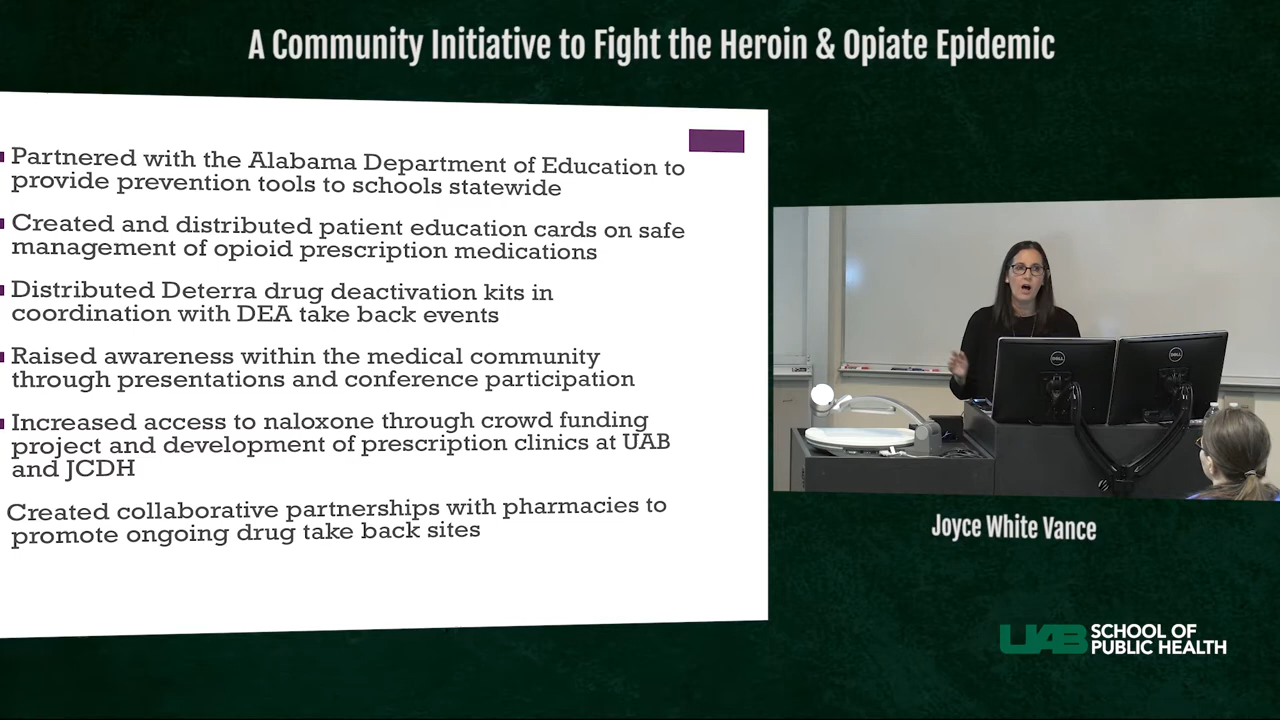 A Community Initiative to Fight the Heroin & Opiate Epidemic
Partnered with the Alabama Department of Education to
provide prevention tools to schools statewide
Created and distributed patient education cards on safe
management of opioid prescription medications
Distributed Deterra drug deactivation kits in
coordination with DEA take back events
Raised awareness within the medical community
through presentations and conference participation
Increased access to naloxone through crowd funding
project and development of prescription clinics at UAB
and JCDH
Created collaborative partnerships with pharmacies to
promote ongoing drug take back sites
DELL
DELL
Joyce White Vance
UAB SCHOOL OF
PUBLIC HEALTH